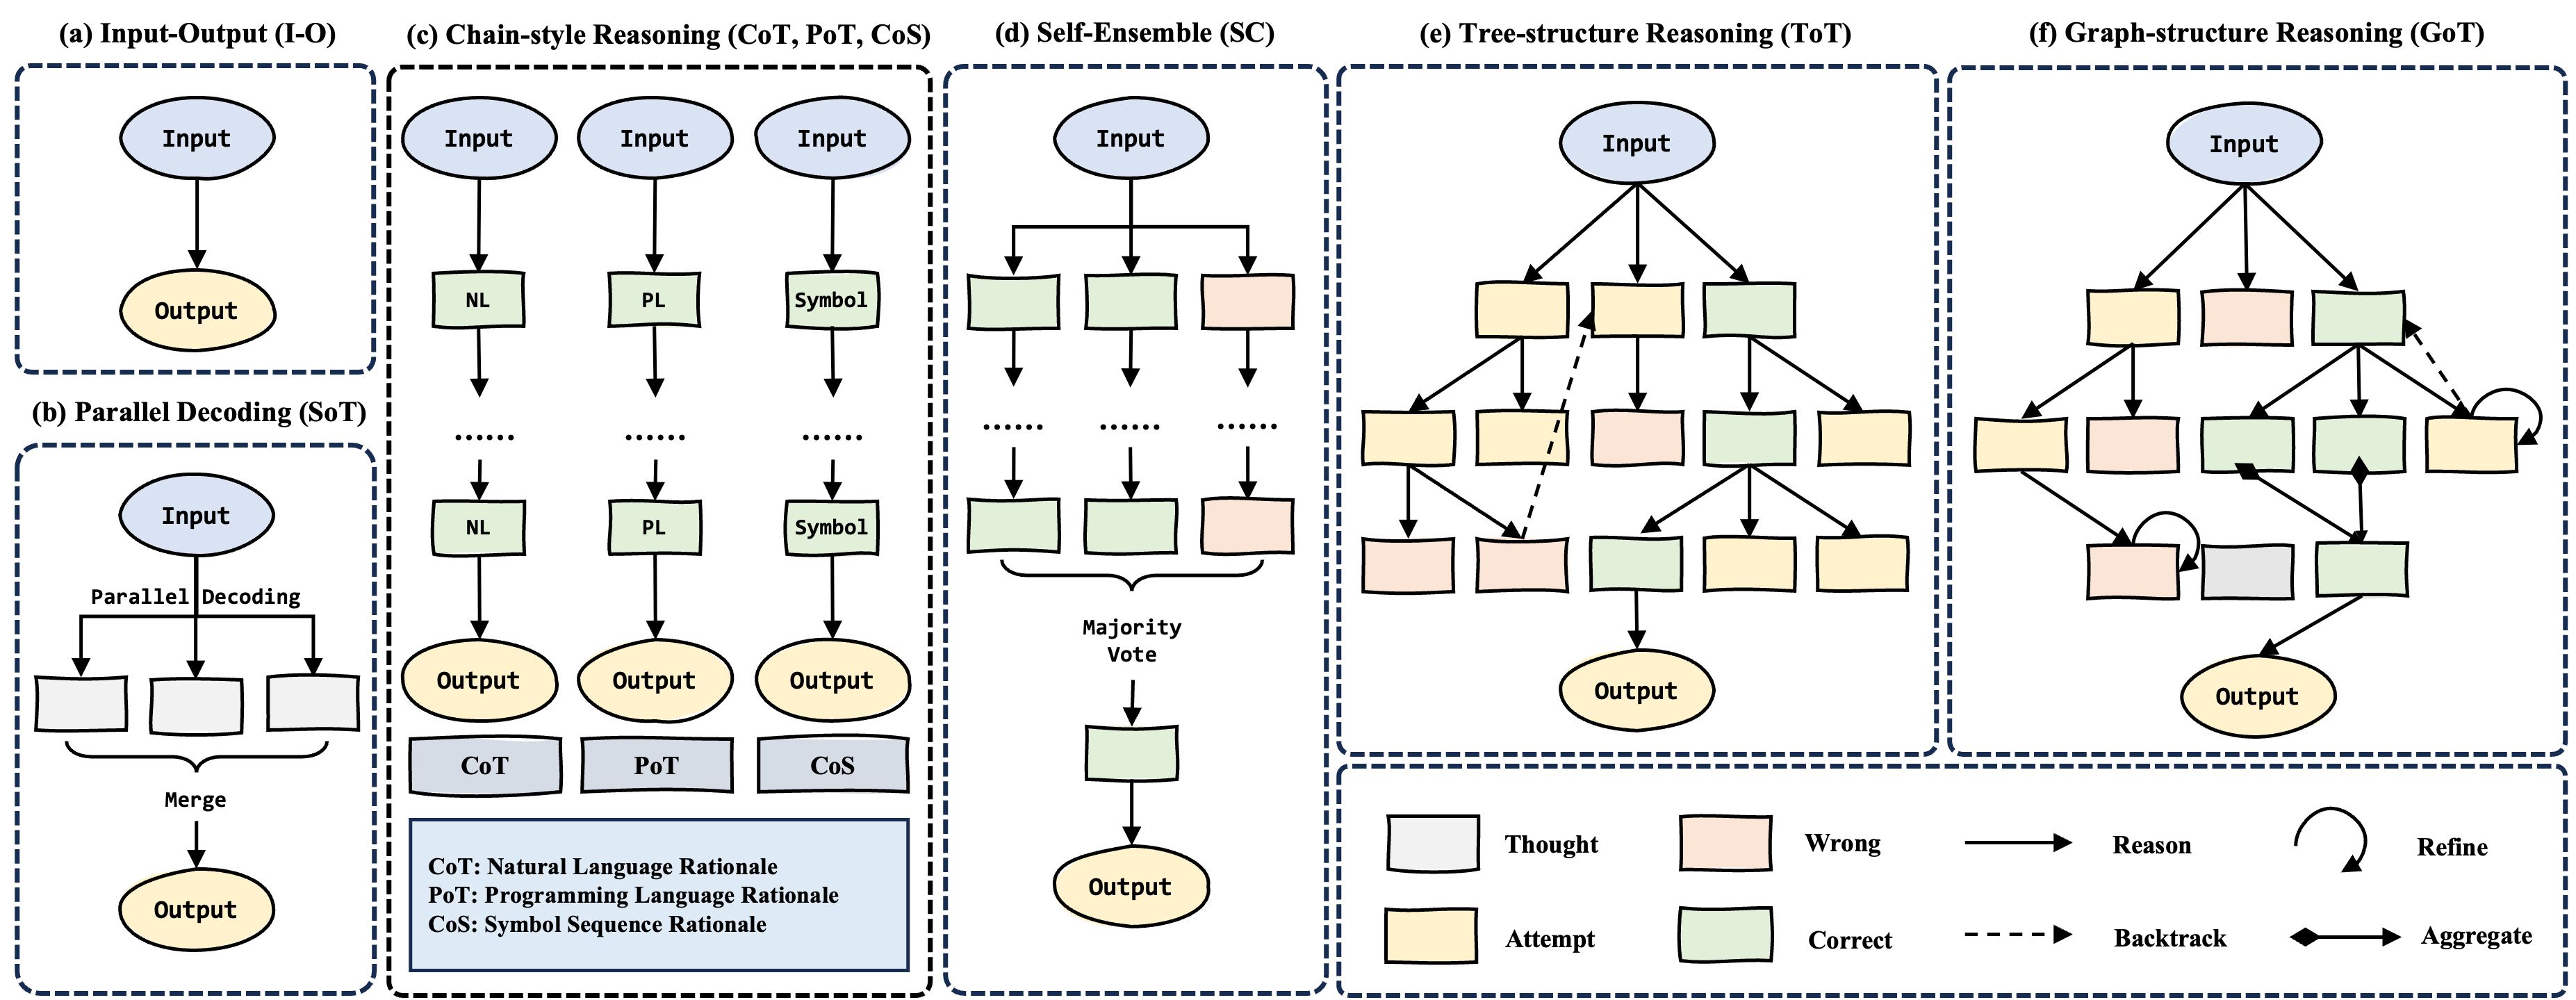 (a) Input-Output (I-O)
Input
Output
(b) Parallel Decoding (SoT)
Input
Parallel Decoding
Merge
Output
(c) Chain-style Reasoning (CoT, PoT, CoS)
Input
Input
Input
NL
PL
Symbol
......
......
......
NL
PL
Symbol
Output
Output
Output
CoT
PoT
CoS
CoT: Natural Language Rationale
PoT: Programming Language Rationale
CoS: Symbol Sequence Rationale
(d) Self-Ensemble (SC)
Input
......
......
......
Majority
Vote
Output
(e) Tree-structure Reasoning (ToT)
Input
Output
(f) Graph-structure Reasoning (GoT)
Input
Output
Thought
Wrong
Reason
Refine
Attempt
Correct
Backtrack
Aggregate